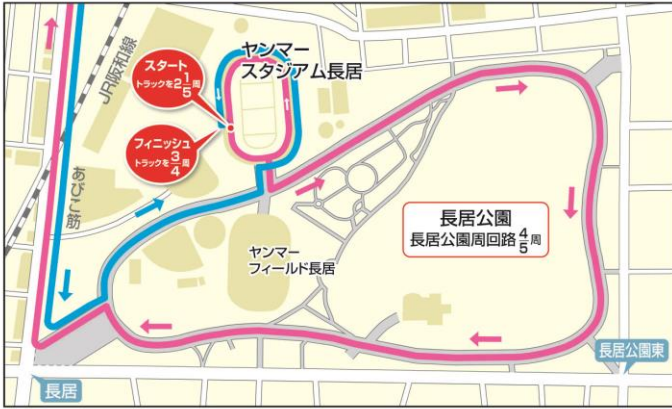 JR阪和線
スタート
トラックを2 1/5周
フィニッシュ
トラックを3/4周
ヤンマー
スタジアム長居
あびこ筋
長居公園
長居公園周回路4/5周
ヤンマー
フィールド長居
長居公園東
長居